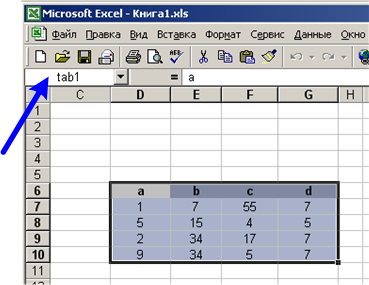 Microsoft Excel - Книга1.xls
Файл Правка Вид Вставка Формат Сервис Данные Окно
tab1 = a
C D E F G H
1
2
3
4
5
6 a b c d
7 1 7 55 7
8 5 15 4 5
9 2 34 17 7
10 9 34 5 7
11